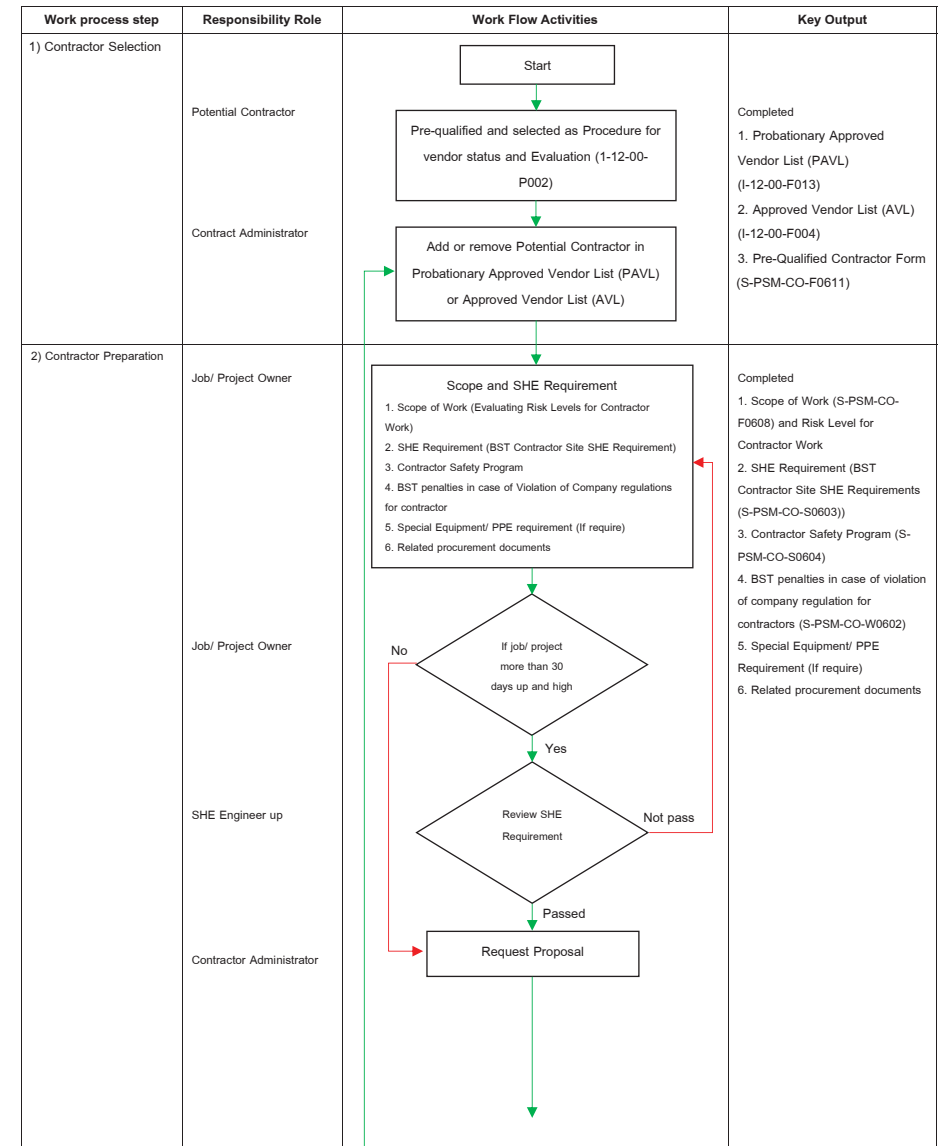 Work process step
Responsibility Role
Work Flow Activities
Key Output
1) Contractor Selection
Start
Potential Contractor
Pre-qualified and selected as Procedure for
vendor status and Evaluation (1-12-00-
P002)
Contract Administrator
Add or remove Potential Contractor in
Probationary Approved Vendor List (PAVL)
or Approved Vendor List (AVL)
Completed
1. Probationary Approved
Vendor List (PAVL)
(I-12-00-F013)
2. Approved Vendor List (AVL)
(I-12-00-F004)
3. Pre-Qualified Contractor Form
(S-PSM-CO-F0611)
2) Contractor Preparation
Job/ Project Owner
Scope and SHE Requirement
1. Scope of Work (Evaluating Risk Levels for Contractor
Work)
2. SHE Requirement (BST Contractor Site SHE Requirement)
3. Contractor Safety Program
4. BST penalties in case of Violation of Company regulations
for contractor
5. Special Equipment/ PPE requirement (If require)
6. Related procurement documents
Completed
1. Scope of Work (S-PSM-CO-
F0608) and Risk Level for
Contractor Work
2. SHE Requirement (BST
Contractor Site SHE Requirements
(S-PSM-CO-S0603))
3. Contractor Safety Program (S-
PSM-CO-S0604)
4. BST penalties in case of violation
of company regulation for
contractors (S-PSM-CO-W0602)
5. Special Equipment/ PPE
Requirement (If require)
6. Related procurement documents
Job/ Project Owner
No
If job/ project
more than 30
days up and high
Yes
SHE Engineer up
Review SHE
Requirement
Not pass
Passed
Contractor Administrator
Request Proposal